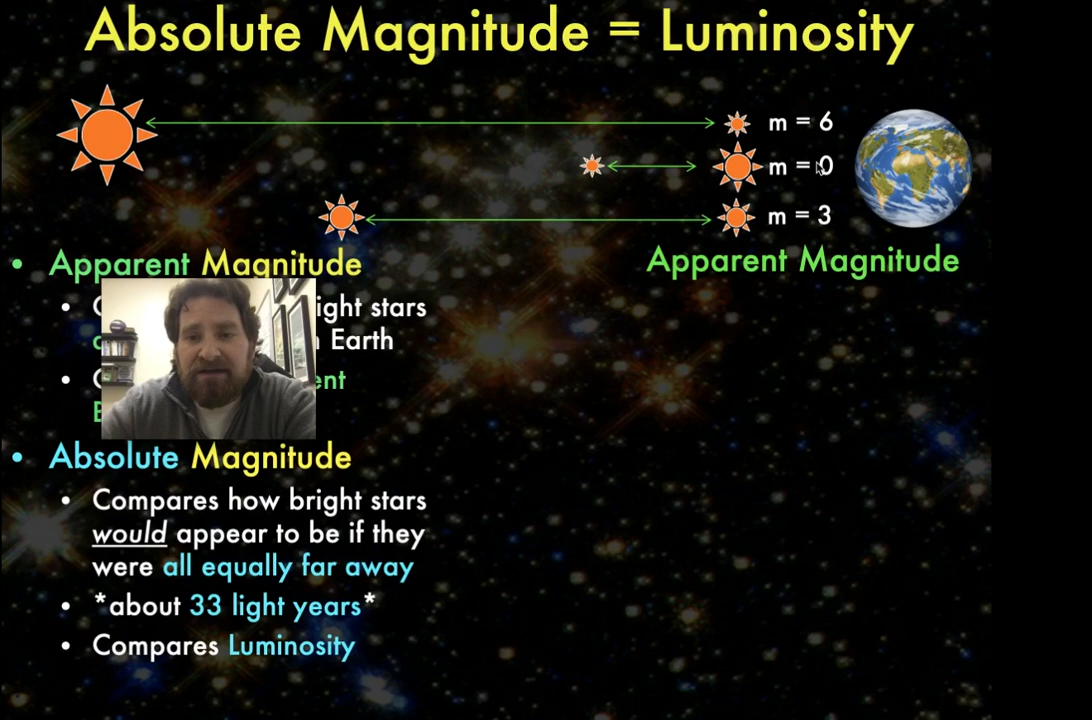 Absolute Magnitude = Luminosity
m = 6
m = 0
m = 3
Apparent Magnitude
• Apparent Magnitude
• ight stars
Earth
• ent
• Absolute Magnitude
• Compares how bright stars
would appear to be if they
were all equally far away
• *about 33 light years*
• Compares Luminosity